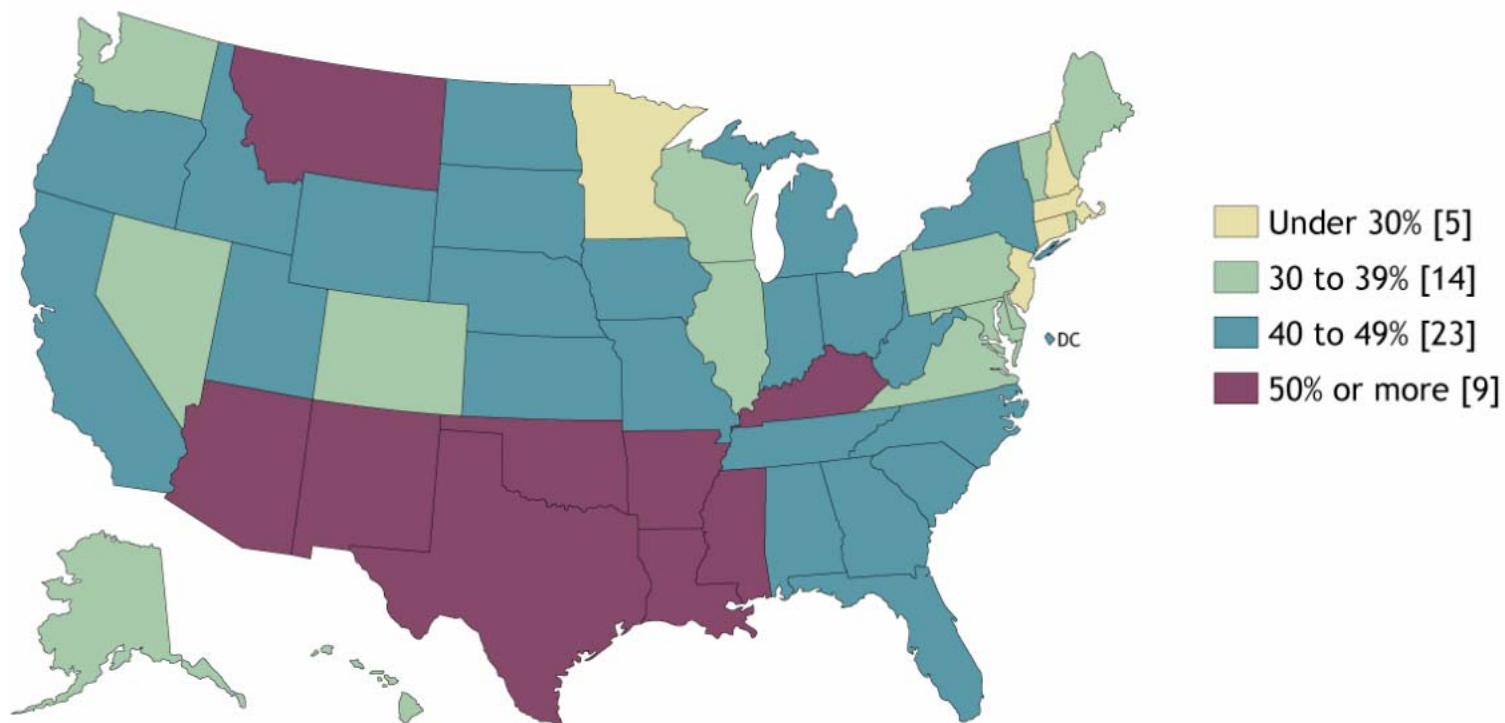 Under 30% [5]
30 to 39% [14]
40 to 49% [23]
50% or more [9]
DC